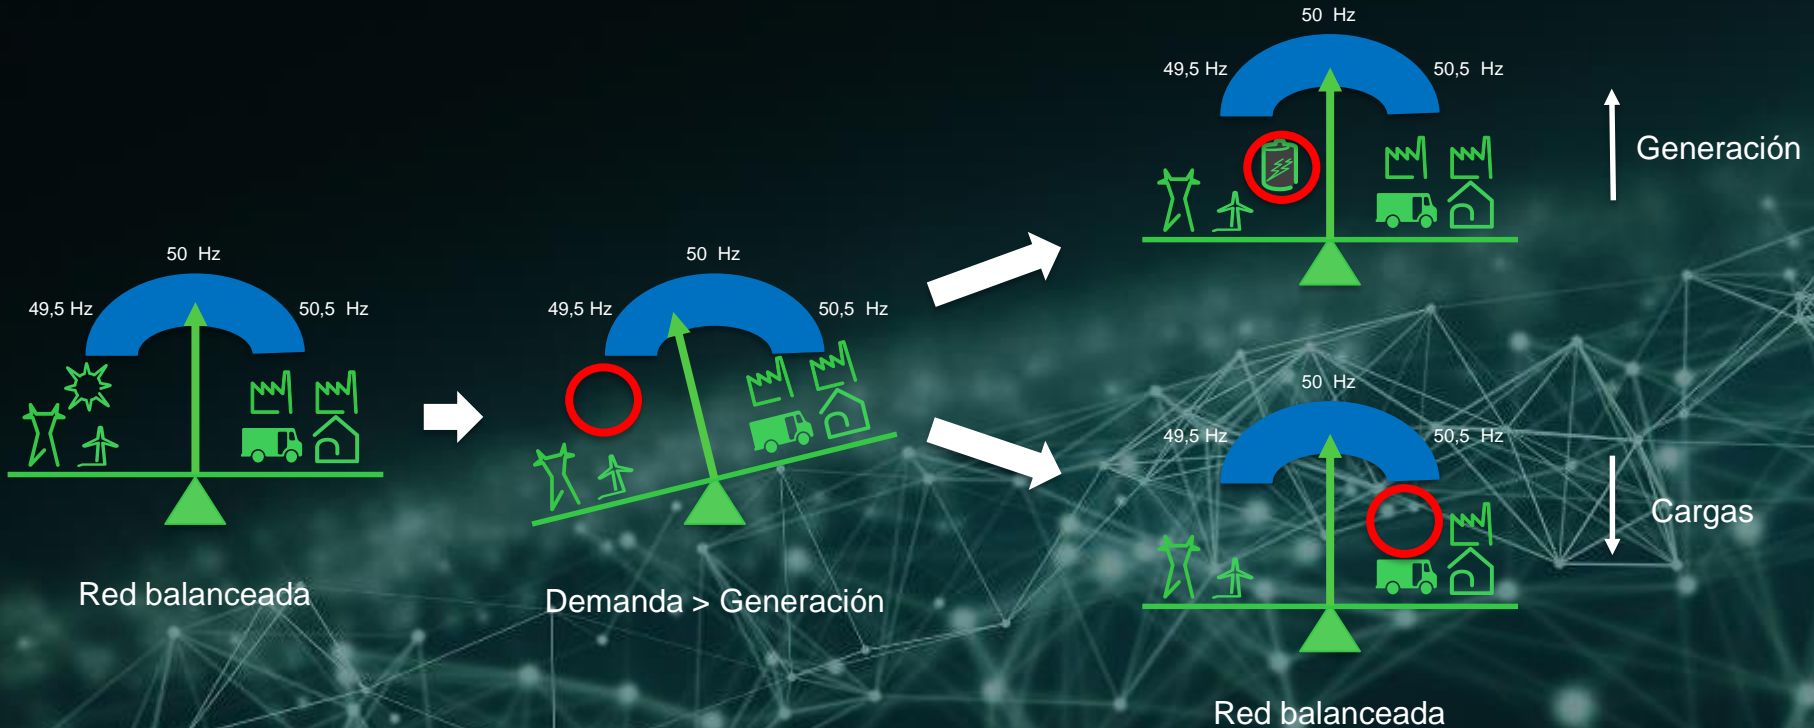 50 Hz
49,5 Hz
50,5 Hz
Red balanceada
50 Hz
49,5 Hz
50,5 Hz
Demanda > Generación
50 Hz
49,5 Hz
50,5 Hz
Generación
50 Hz
49,5 Hz
50,5 Hz
Cargas
Red balanceada